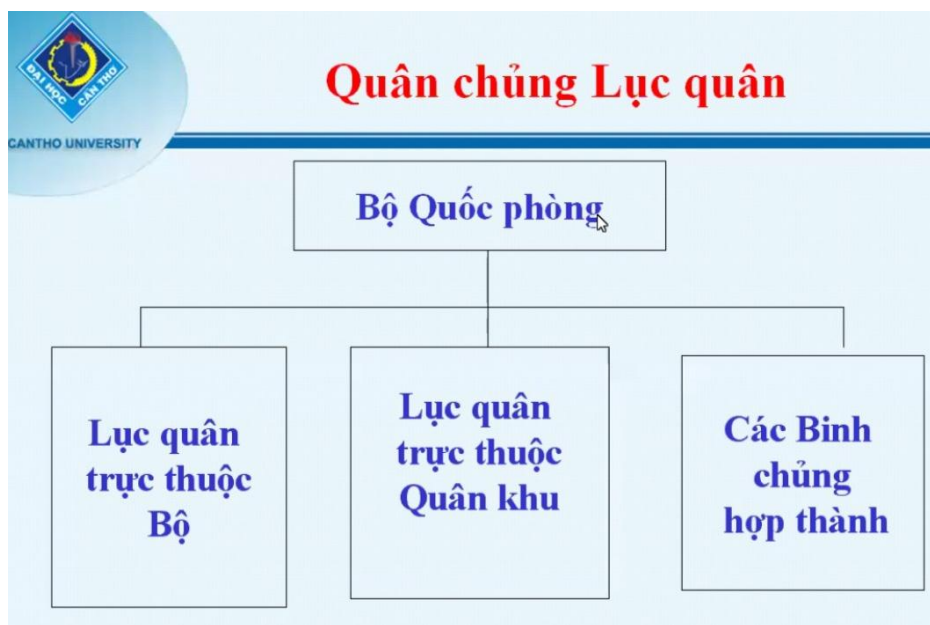 ĐẠI HỌC
CẦN THƠ
CANTHO UNIVERSITY
Quân chủng Lục quân
Bộ Quốc phòng
Lục quân
trực thuộc
Bộ
Lục quân
trực thuộc
Quân khu
Các Binh
chủng
hợp thành